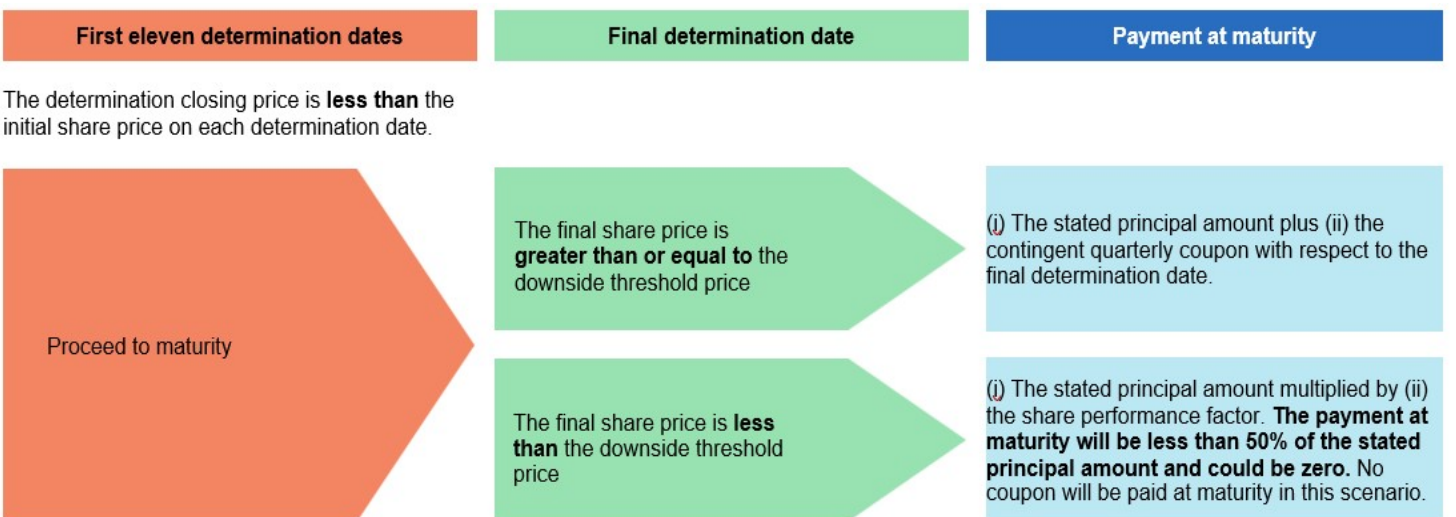 First eleven determination dates
Final determination date
Payment at maturity
The determination closing price is less than the
initial share price on each determination date.
Proceed to maturity
The final share price is
greater than or equal to the
downside threshold price
(i) The stated principal amount plus (ii) the
contingent quarterly coupon with respect to the
final determination date.
The final share price is less
than the downside threshold
price
(i) The stated principal amount multiplied by (ii)
the share performance factor. The payment at
maturity will be less than 50% of the stated
principal amount and could be zero. No
coupon will be paid at maturity in this scenario.